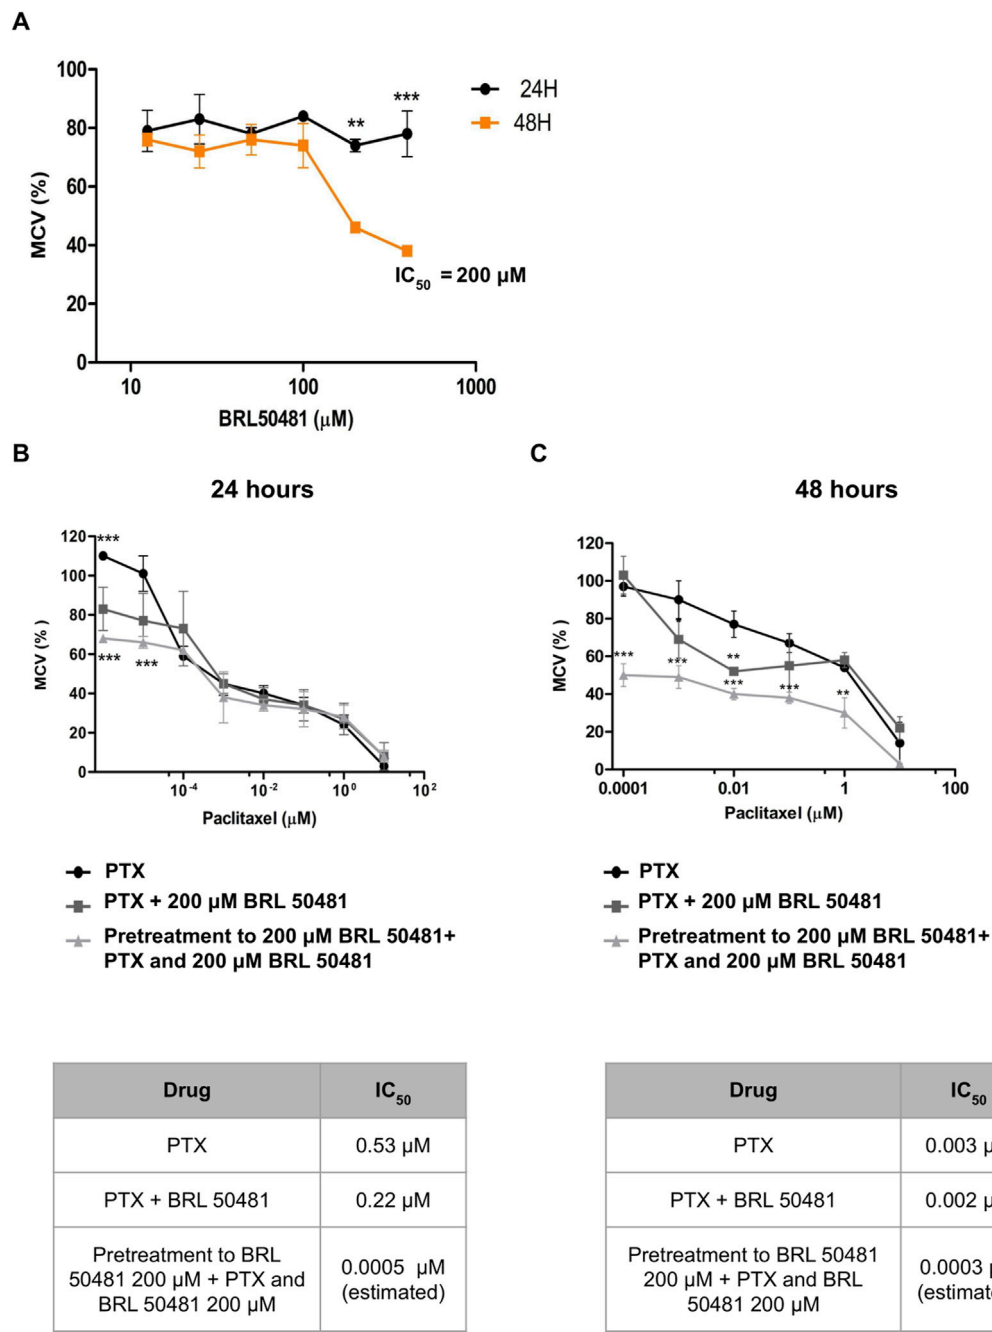 A
100
80
60
40
20
0
MCV (%)
10
100
1000
BRL50481 (µM)
24H
48H
**
***
IC50 = 200 µM
B
24 hours
120
100
80
60
40
20
0
MCV (% )
***
***
***
10-4
10-2
100
102
Paclitaxel (µM)
PTX
PTX + 200 µM BRL 50481
Pretreatment to 200 µM BRL 50481+
PTX and 200 µM BRL 50481
C
48 hours
120
100
80
60
40
20
0
MCV (% )
***
*
***
**
***
***
**
0.0001
0.01
1
100
Paclitaxel (µM)
PTX
PTX + 200 µM BRL 50481
Pretreatment to 200 µM BRL 50481+
PTX and 200 µM BRL 50481
Drug
IC50
PTX
0.53 µM
PTX + BRL 50481
0.22 µM
Pretreatment to BRL
50481 200 µM + PTX and
BRL 50481 200 µM
0.0005 µM
(estimated)
Drug
IC50
PTX
0.003
PTX + BRL 50481
0.002
Pretreatment to BRL 50481
200 µM + PTX and BRL
50481 200 µM
0.0003